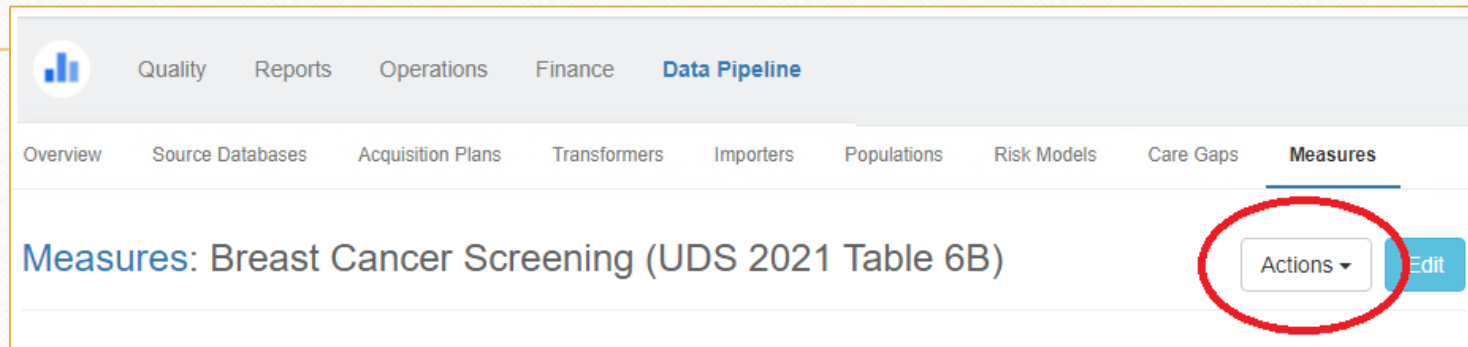 Quality Reports Operations Finance Data Pipeline
Overview Source Databases Acquisition Plans Transformers Importers Populations Risk Models Care Gaps Measures
Measures: Breast Cancer Screening (UDS 2021 Table 6B) Actions Edit